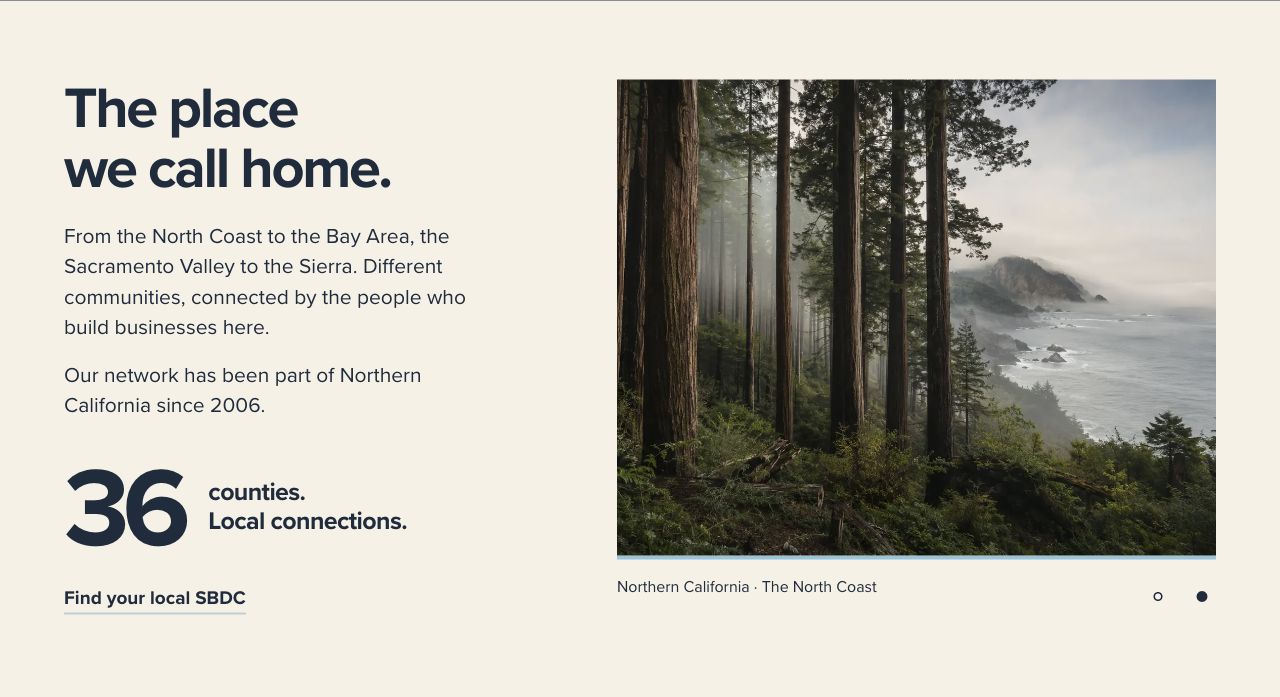 The place
we call home.
From the North Coast to the Bay Area, the
Sacramento Valley to the Sierra. Different
communities, connected by the people who
build businesses here.
Our network has been part of Northern
California since 2006.
36
counties.
Local connections.
Find your local SBDC
Northern California · The North Coast